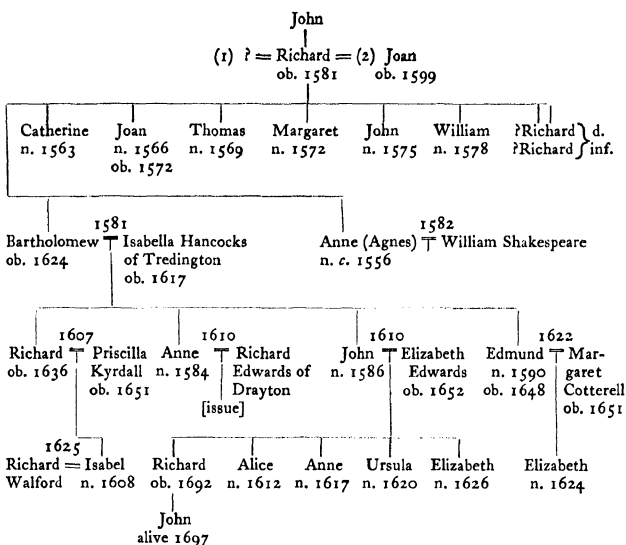 John
(1) ? = Richard = (2) Joan
ob. 1581 ob. 1599
Catherine Joan Thomas Margaret John William ?Richard } d.
n. 1563 n. 1566 n. 1569 n. 1572 n. 1575 n. 1578 ?Richard } inf.
ob. 1572
1581 1582
Bartholomew = Isabella Hancocks Anne (Agnes) = William Shakespeare
ob. 1624 of Tredington n. c. 1556
ob. 1617
1607 1610 1610 1622
Richard = Priscilla Anne = Richard John = Elizabeth Edmund = Mar-
ob. 1636 Kyrdall n. 1584 Edwards of n. 1586 Edwards n. 1590 garet
ob. 1651 Drayton ob. 1652 ob. 1648 Cotterell
[issue] ob. 1651
1625
Richard = Isabel Richard Alice Anne Ursula Elizabeth Elizabeth
Walford n. 1608 ob. 1692 n. 1612 n. 1617 n. 1620 n. 1626 n. 1624
John
alive 1697